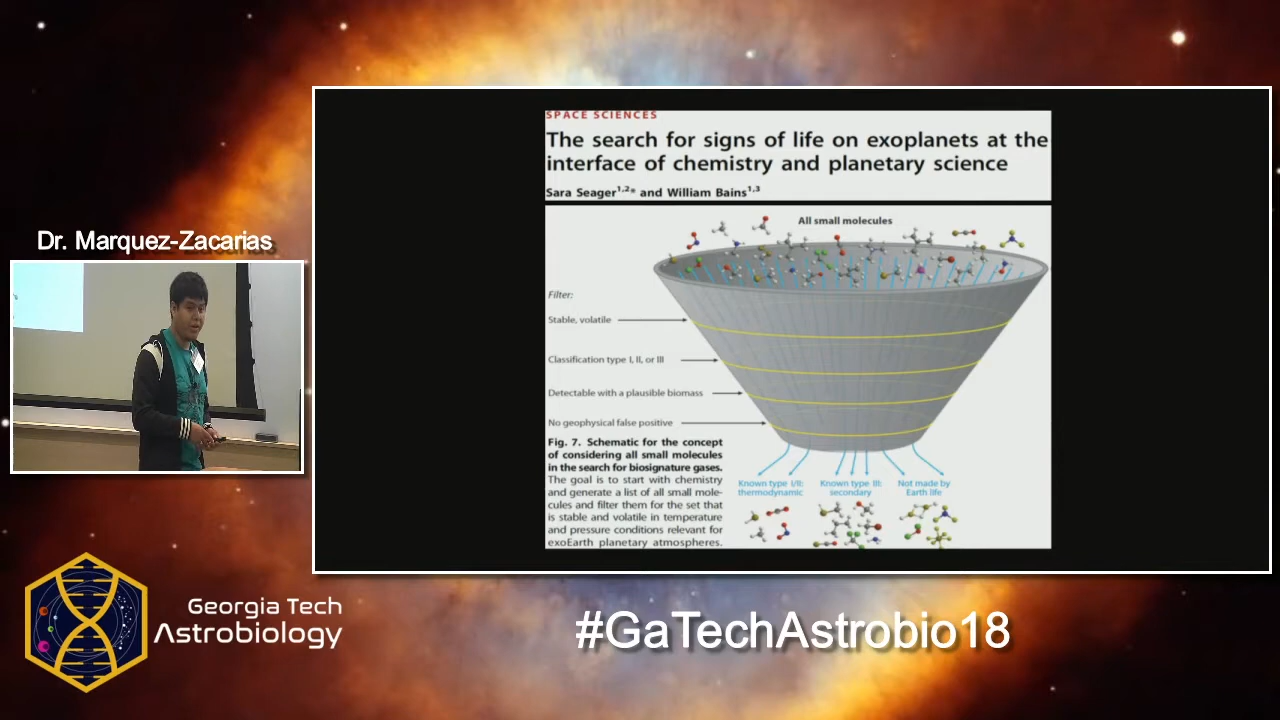 SPACE SCIENCES
The search for signs of life on exoplanets at the
interface of chemistry and planetary science
Sara Seager1,2* and William Bains1,3
Dr. Marquez-Zacarias
All small molecules
Filter:
Stable, volatile
Classification type I, II, or III
Detectable with a plausible biomass
No geophysical false positive
Fig. 7. Schematic for the concept
of considering all small molecules
in the search for biosignature gases.
The goal is to start with chemistry
and generate a list of all small mole-
cules and filter them for the set that
is stable and volatile in temperature
and pressure conditions relevant for
exoEarth planetary atmospheres.
Known type I/II:
thermodynamic
Known type III:
secondary
Not made by
Earth life
Georgia Tech
Astrobiology
#GaTechAstrobio18